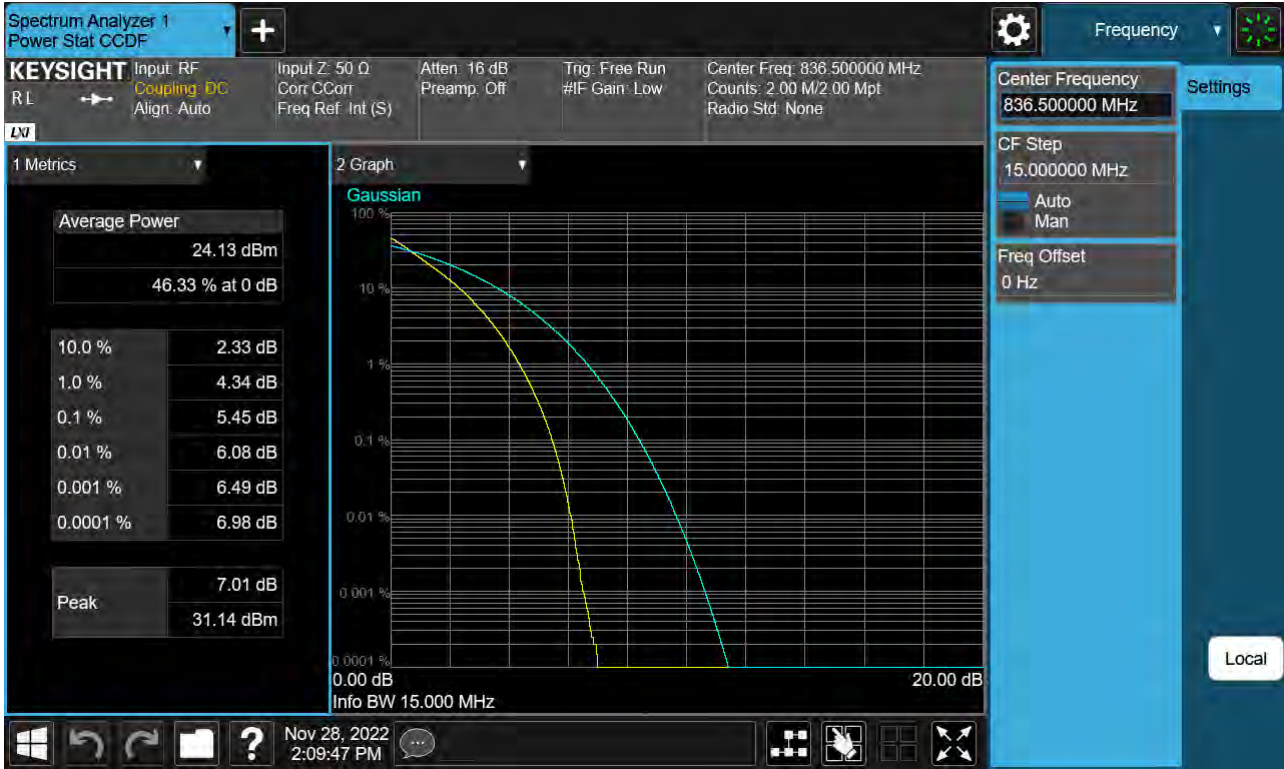 Spectrum Analyzer 1
Power Stat CCDF
Frequency
KEYSIGHT
R L
LXI
Input: RF
Coupling: DC
Align: Auto
Input Z: 50 Ω
Corr CCorr
Freq Ref: Int (S)
Atten: 16 dB
Preamp: Off
Trig: Free Run
#IF Gain: Low
Center Freq: 836.500000 MHz
Counts: 2.00 M/2.00 Mpt
Radio Std: None
Center Frequency
836.500000 MHz
Settings
CF Step
15.000000 MHz
Auto
Man
Freq Offset
0 Hz
Local
1 Metrics
Average Power
24.13 dBm
46.33 % at 0 dB
10.0 % 2.33 dB
1.0 % 4.34 dB
0.1 % 5.45 dB
0.01 % 6.08 dB
0.001 % 6.49 dB
0.0001 % 6.98 dB
Peak
7.01 dB
31.14 dBm
2 Graph
Gaussian
100 %
10 %
1 %
0.1 %
0.01 %
0.001 %
0.0001 %
0.00 dB 20.00 dB
Info BW 15.000 MHz
?
Nov 28, 2022
2:09:47 PM